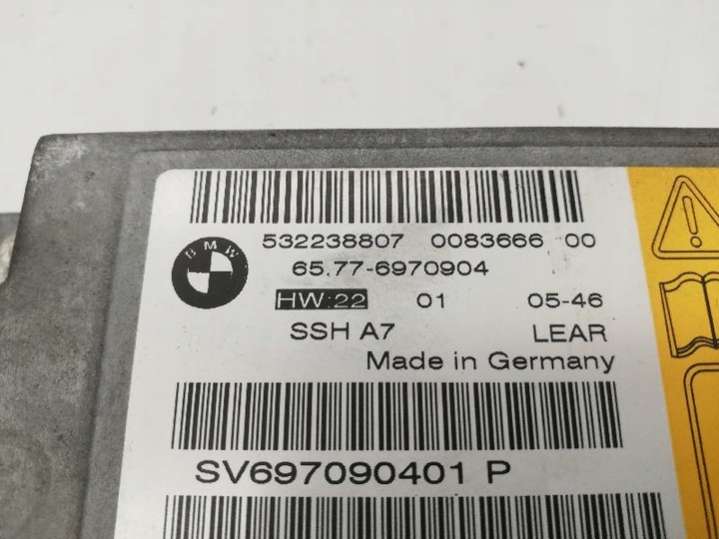 532238807 0083666 00
BMW
65.77-6970904
HW:22 01 05-46
SSH A7 LEAR
Made in Germany
SV697090401 P